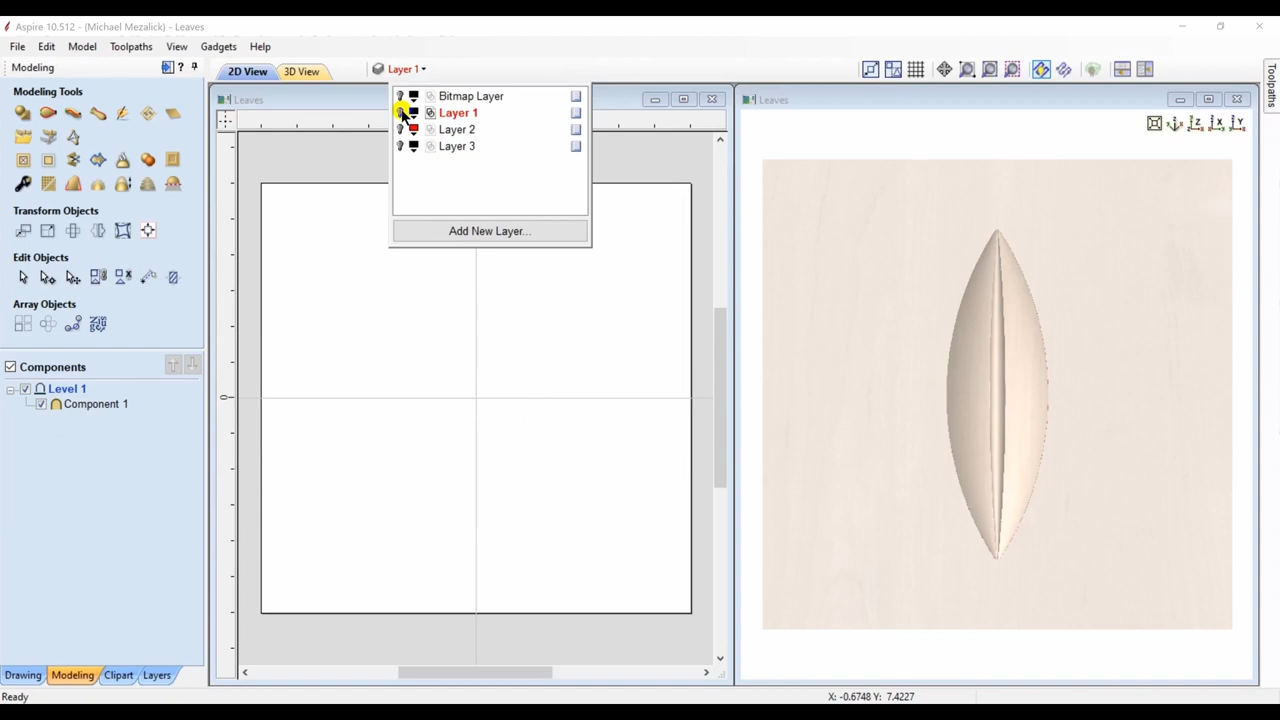 Aspire 10.512 - (Michael Mezalick) - Leaves
File Edit Model Toolpaths View Gadgets Help
Modeling ?
2D View 3D View Layer 1
Modeling Tools
Leaves
Bitmap Layer
Layer 1
Layer 2
Layer 3
Add New Layer...
Leaves
Z X Y
Toolpaths
Transform Objects
Edit Objects
Array Objects
Components
Level 1
Component 1
0
Drawing Modeling Clipart Layers
Ready X: -0.6748 Y: 7.4227